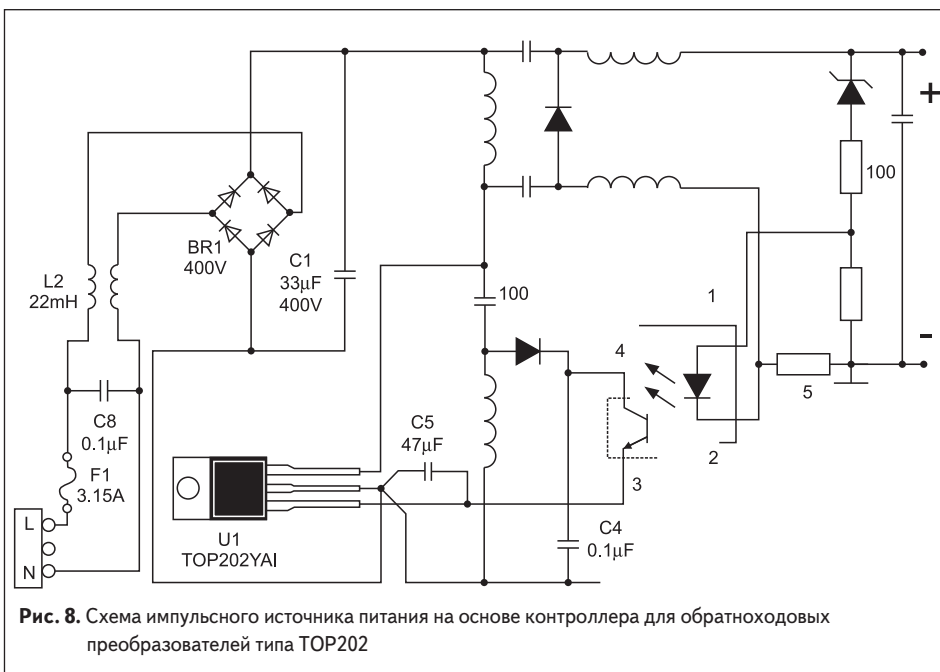 +
100
BR1
400V
C1
33μF
400V
L2
22mH
100
1
4
-
5
C8
0.1μF
C5
47μF
2
F1
3.15A
3
L
N
U1
TOP202YAI
C4
0.1μF
Рис. 8. Схема импульсного источника питания на основе контроллера для обратноходовых
преобразователей типа TOP202